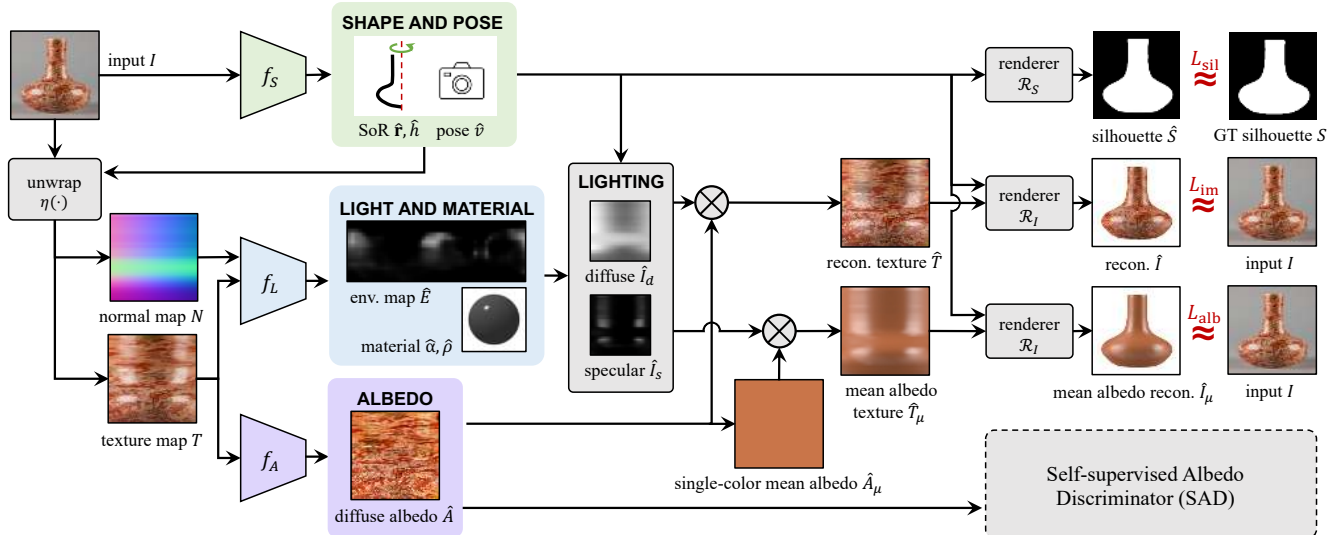 SHAPE AND POSE
input I
f_S
SoR r̂, ĥ
pose v̂
unwrap
η(·)
normal map N
texture map T
f_L
LIGHT AND MATERIAL
env. map Ê
material α̂, ρ̂
f_A
ALBEDO
diffuse albedo Â
LIGHTING
diffuse Î_d
specular Î_s
recon. texture T̂
mean albedo
texture T̂_μ
single-color mean albedo Â_μ
renderer
ℛ_S
silhouette Ŝ
L_sil
≈
GT silhouette S
renderer
ℛ_I
recon. Î
L_im
≈
input I
renderer
ℛ_I
mean albedo recon. Î_μ
L_alb
≈
input I
Self-supervised Albedo
Discriminator (SAD)